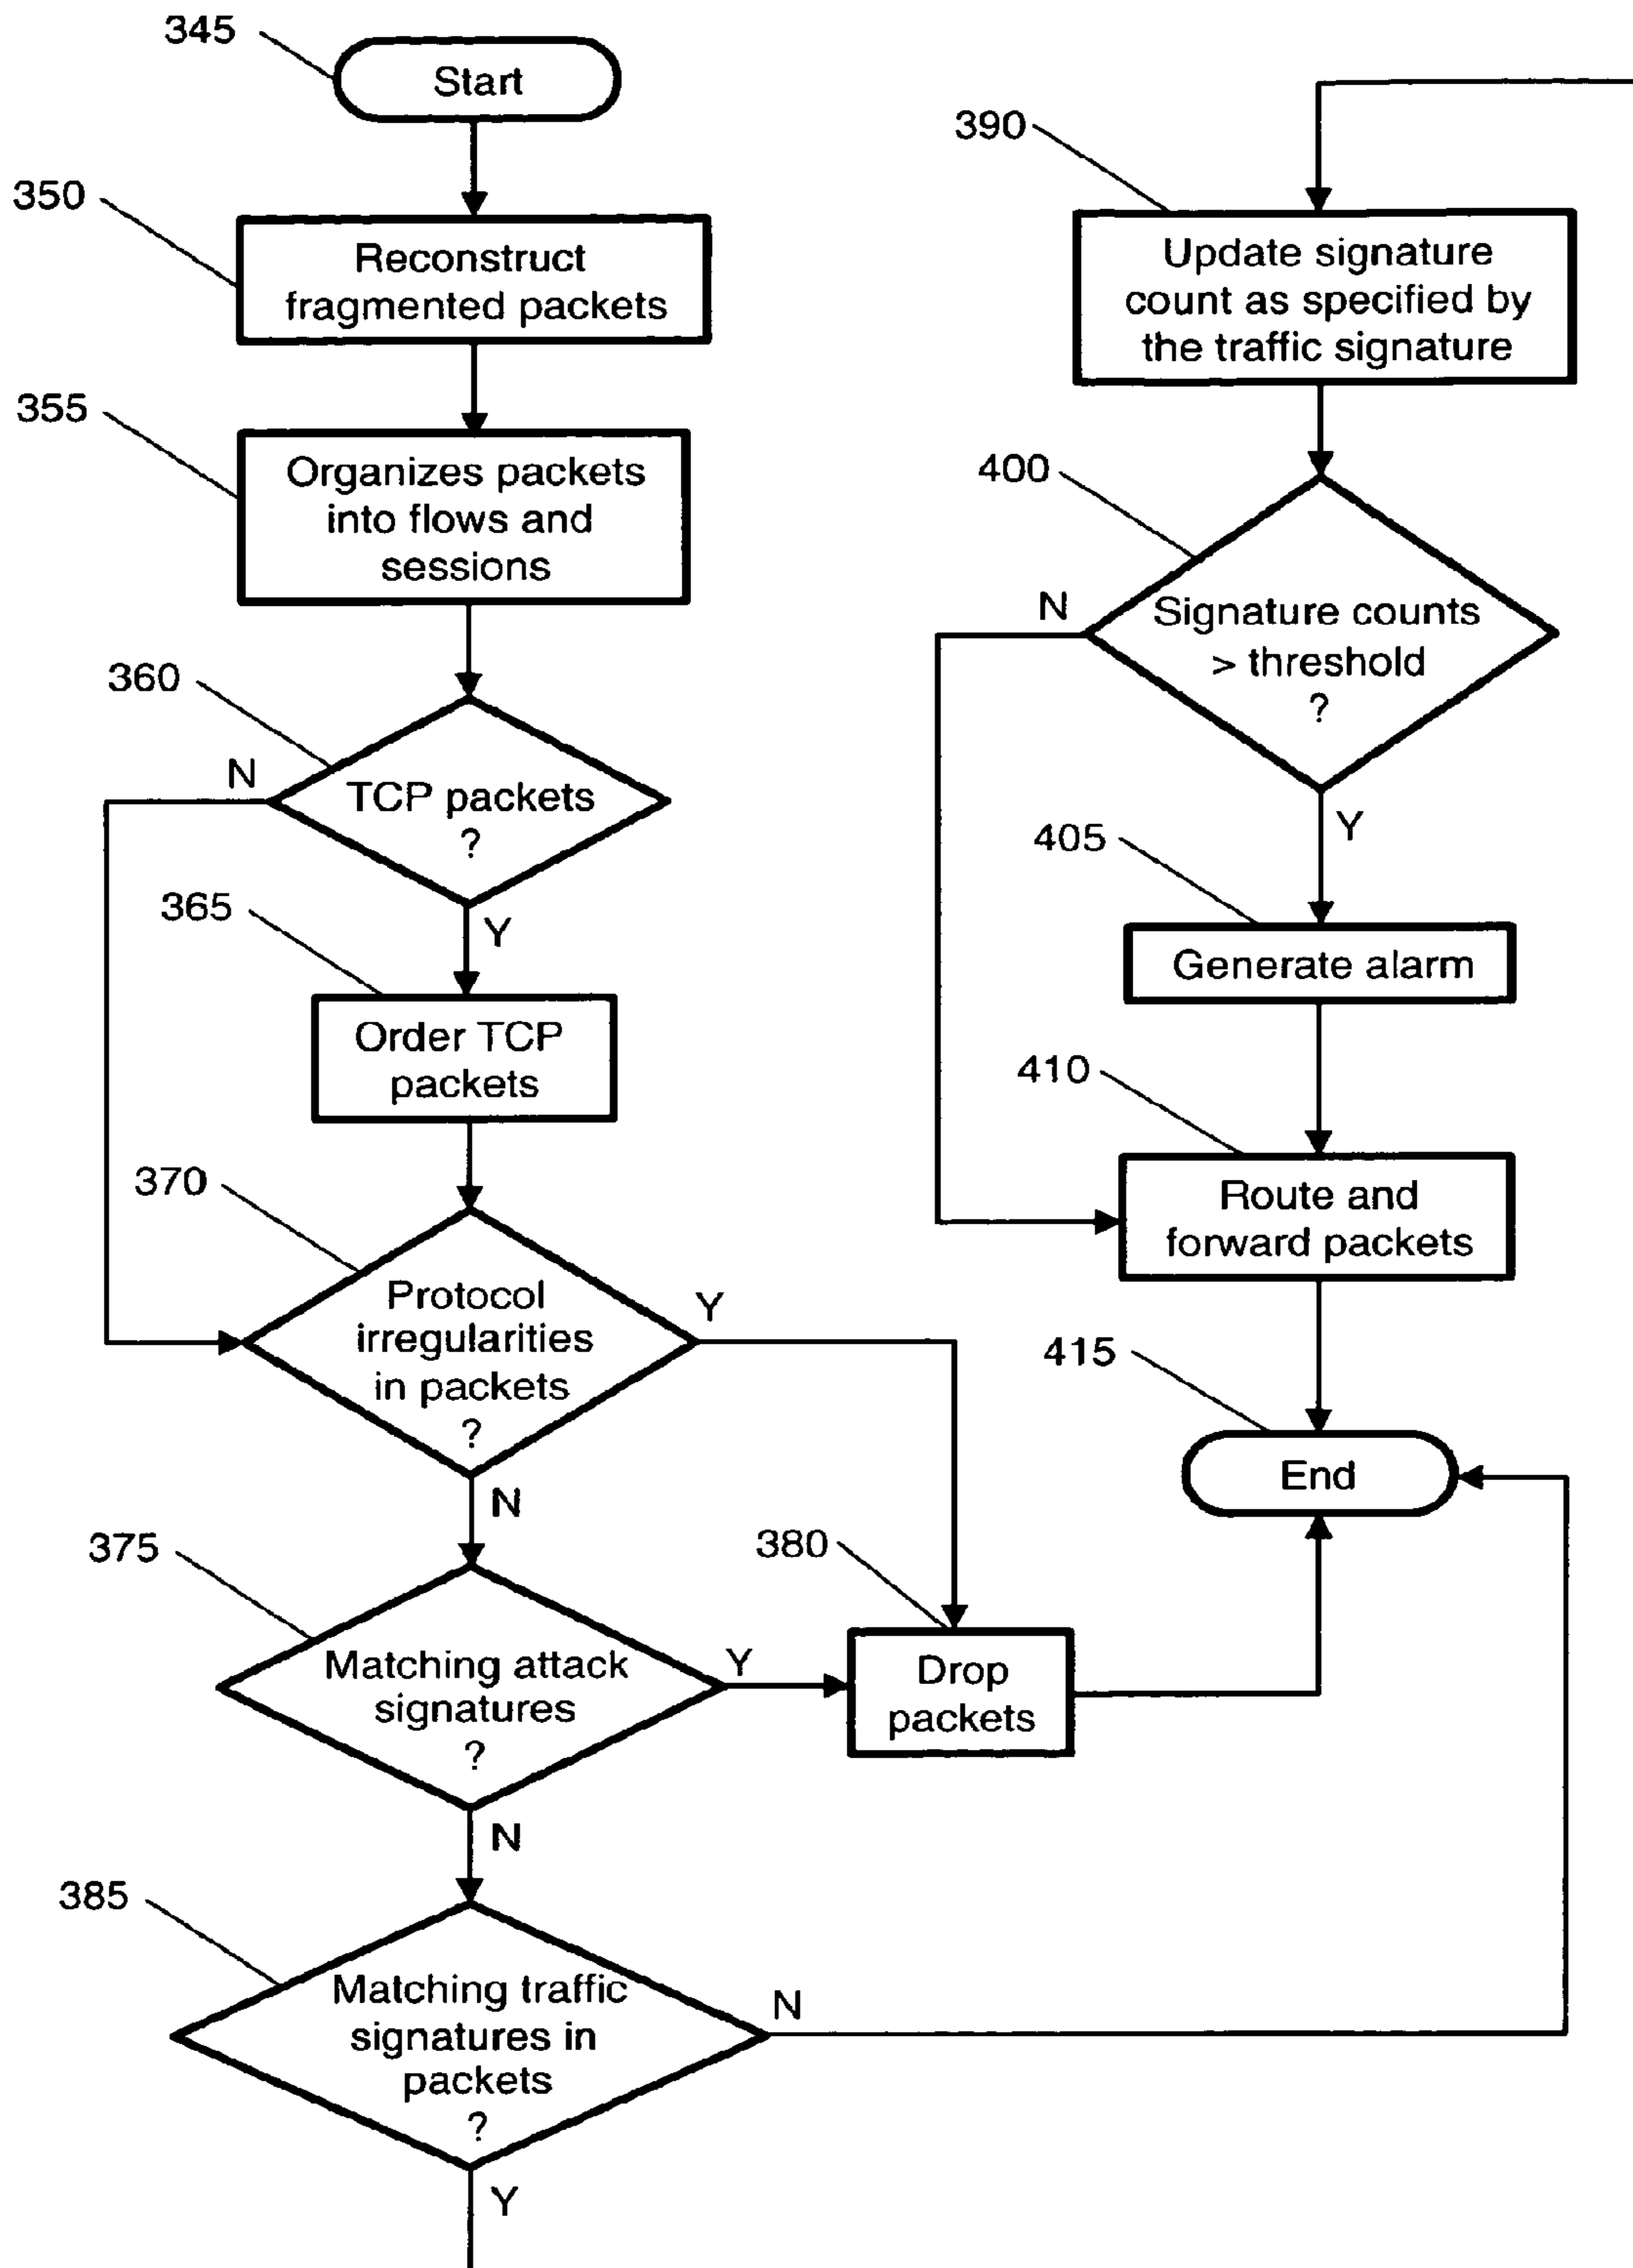 345
Start
350
Reconstruct
fragmented packets
355
Organizes packets
into flows and
sessions
360
N
TCP packets
?
Y
365
Order TCP
packets
370
Protocol
irregularities
in packets
?
Y
N
375
Matching attack
signatures
?
Y
N
380
Drop
packets
385
Matching traffic
signatures in
packets
?
N
Y
390
Update signature
count as specified by
the traffic signature
400
N
Signature counts
> threshold
?
Y
405
Generate alarm
410
Route and
forward packets
415
End